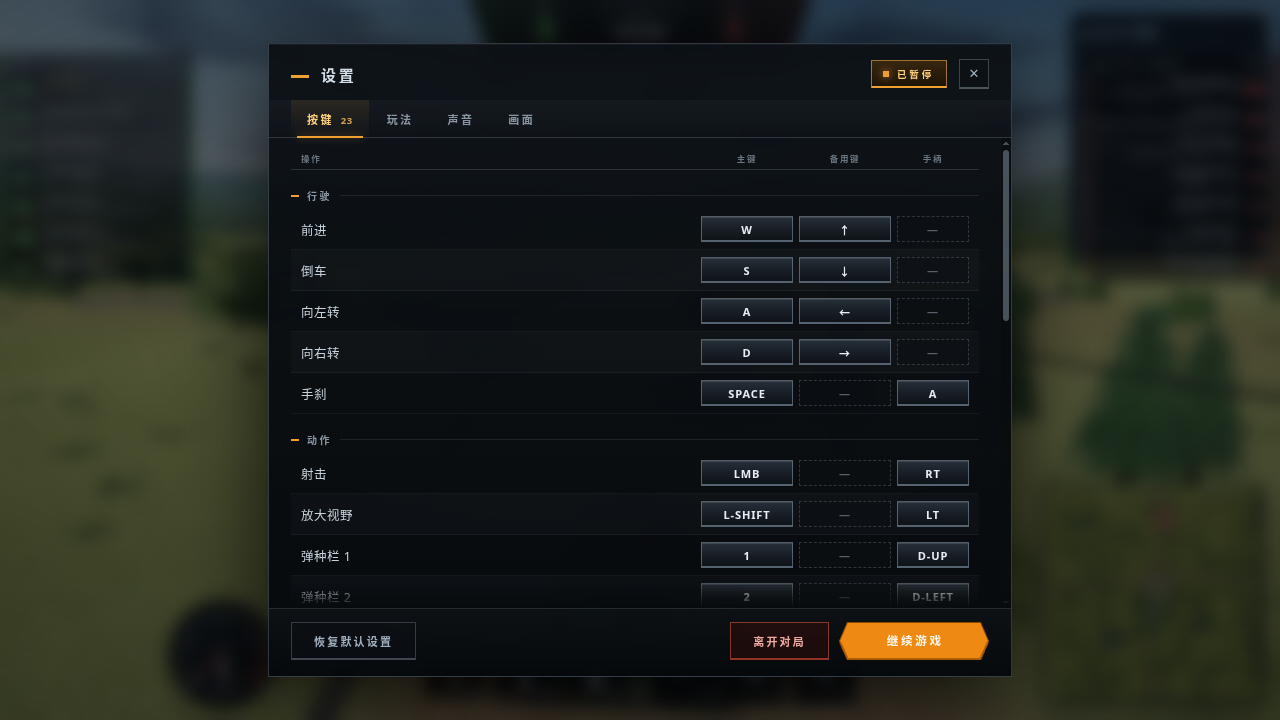 设置
已暂停 ×
按键 23 玩法 声音 画面
操作 主键 备用键 手柄
行驶
前进 W ↑ —
倒车 S ↓ —
向左转 A ← —
向右转 D → —
手刹 SPACE — A
动作
射击 LMB — RT
放大视野 L-SHIFT — LT
弹种栏 1 1 — D-UP
弹种栏 2 2 — D-LEFT
恢复默认设置 离开对局 继续游戏